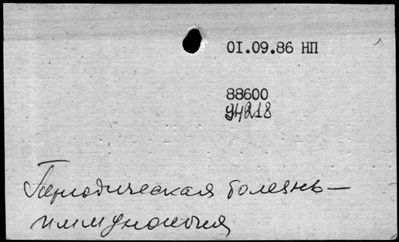 01.09.86 НП
88600
94218
Периодическая болезнь —
иммунология